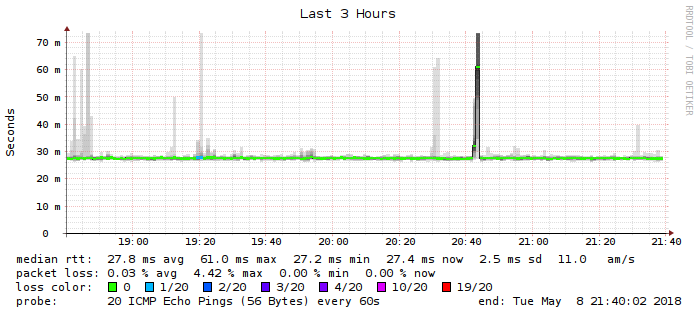 Last 3 Hours
RRDTOOL / TOBI OETIKER
Seconds
70 m
60 m
50 m
40 m
30 m
20 m
10 m
0
19:00 19:20 19:40 20:00 20:20 20:40 21:00 21:20 21:40
median rtt: 27.8 ms avg 61.0 ms max 27.2 ms min 27.4 ms now 2.5 ms sd 11.0 am/s
packet loss: 0.03 % avg 4.42 % max 0.00 % min 0.00 % now
loss color: 0 1/20 2/20 3/20 4/20 10/20 19/20
probe: 20 ICMP Echo Pings (56 Bytes) every 60s end: Tue May 8 21:40:02 2018